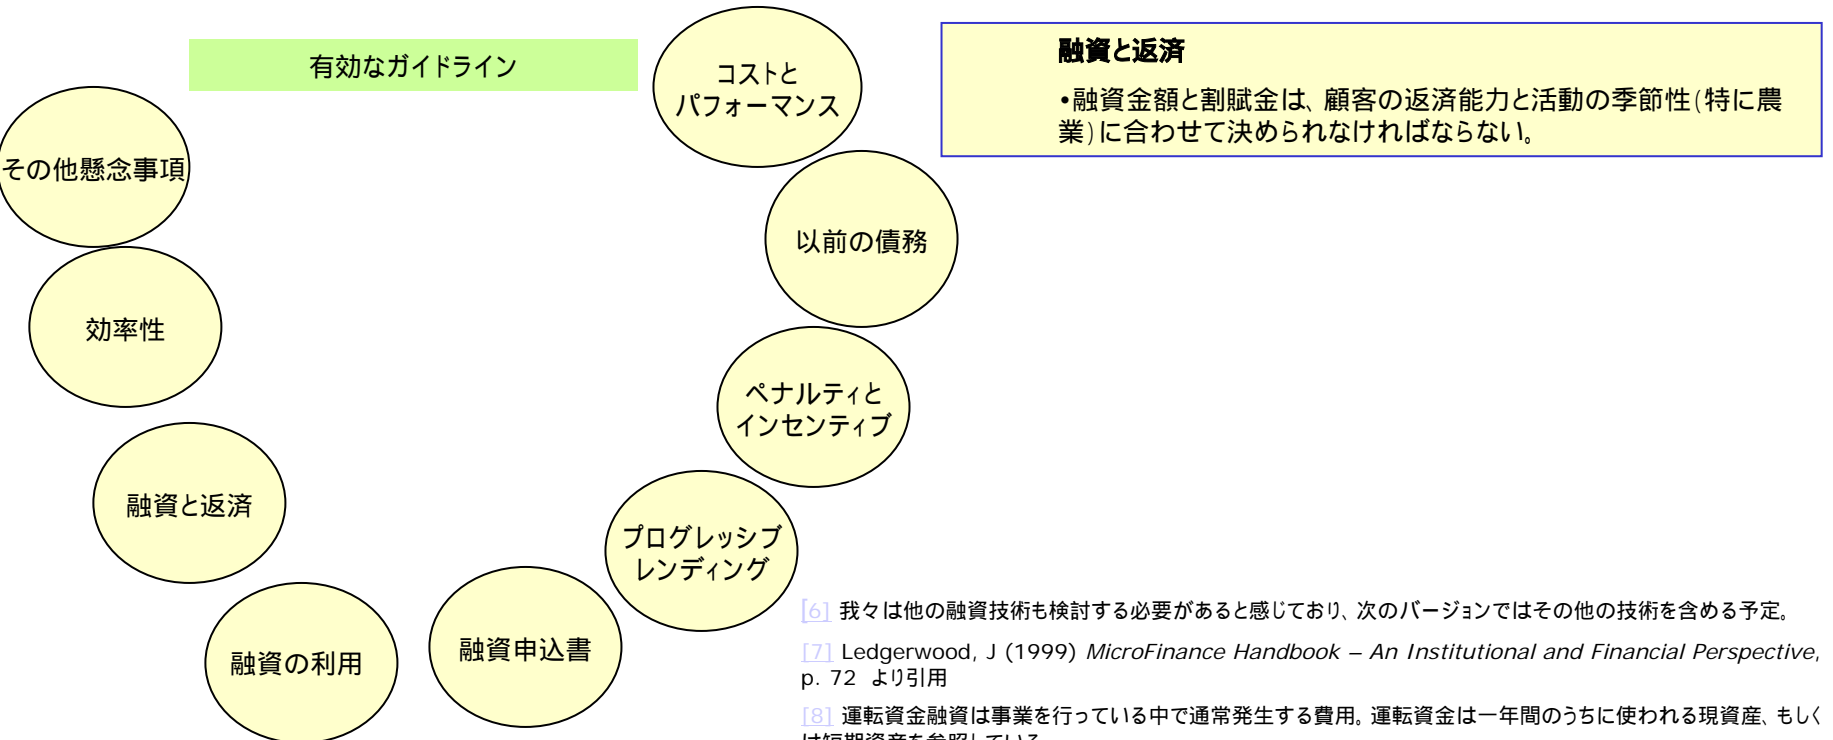 有効なガイドライン
コストと
パフォーマンス
その他懸念事項
以前の債務
効率性
ペナルティと
インセンティブ
融資と返済
プログレッシブ
レンディング
融資の利用
融資申込書
融資と返済
•融資金額と割賦金は、顧客の返済能力と活動の季節性(特に農
業)に合わせて決められなければならない。
[6] 我々は他の融資技術も検討する必要があると感じており、次のバージョンではその他の技術を含める予定。
[7] Ledgerwood, J (1999) MicroFinance Handbook – An Institutional and Financial Perspective,
p. 72 より引用
[8] 運転資金融資は事業を行っている中で通常発生する費用。運転資金は一年間のうちに使われる現資産、もしく
は短期資産を参照している